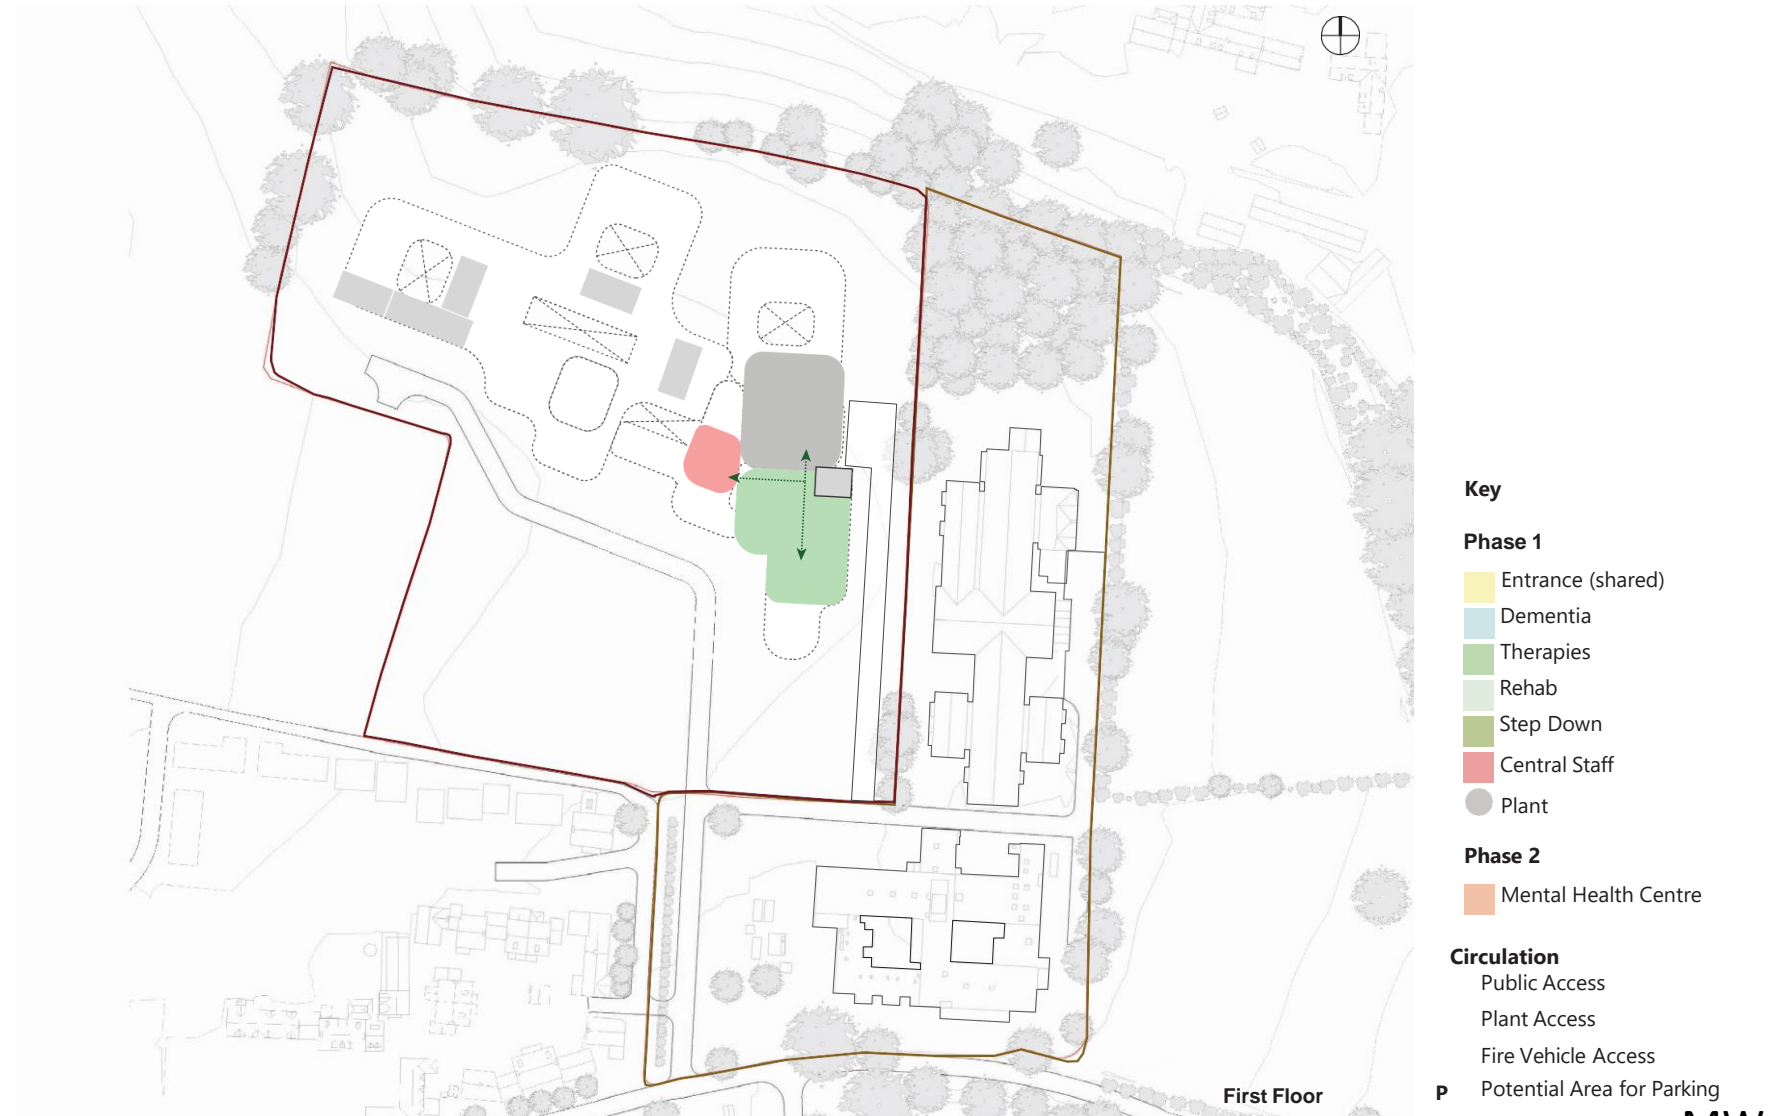 Key
Phase 1
Entrance (shared)
Dementia
Therapies
Rehab
Step Down
Central Staff
Plant
Phase 2
Mental Health Centre
Circulation
Public Access
Plant Access
Fire Vehicle Access
P Potential Area for Parking
First Floor